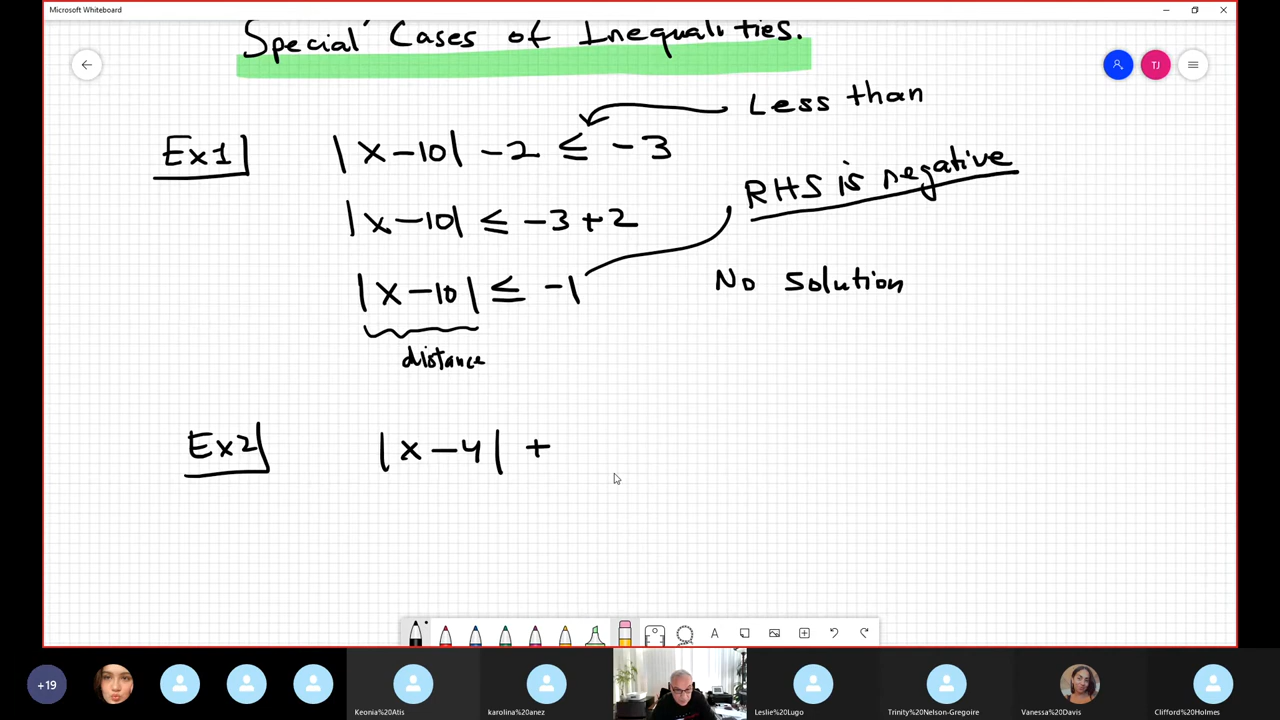 Microsoft Whiteboard
Special Cases of Inequalities.
Less than
Ex1 |x-10| -2 ≤ -3
RHS is negative
|x-10| ≤ -3+2
|x-10| ≤ -1 No solution
distance
Ex2 |x-4| +
TJ
A
+19
Keonia%20Atis
karolina%20anez
Leslie%20Lugo
Trinity%20Nelson-Gregoire
Vanessa%20Davis
Clifford%20Holmes